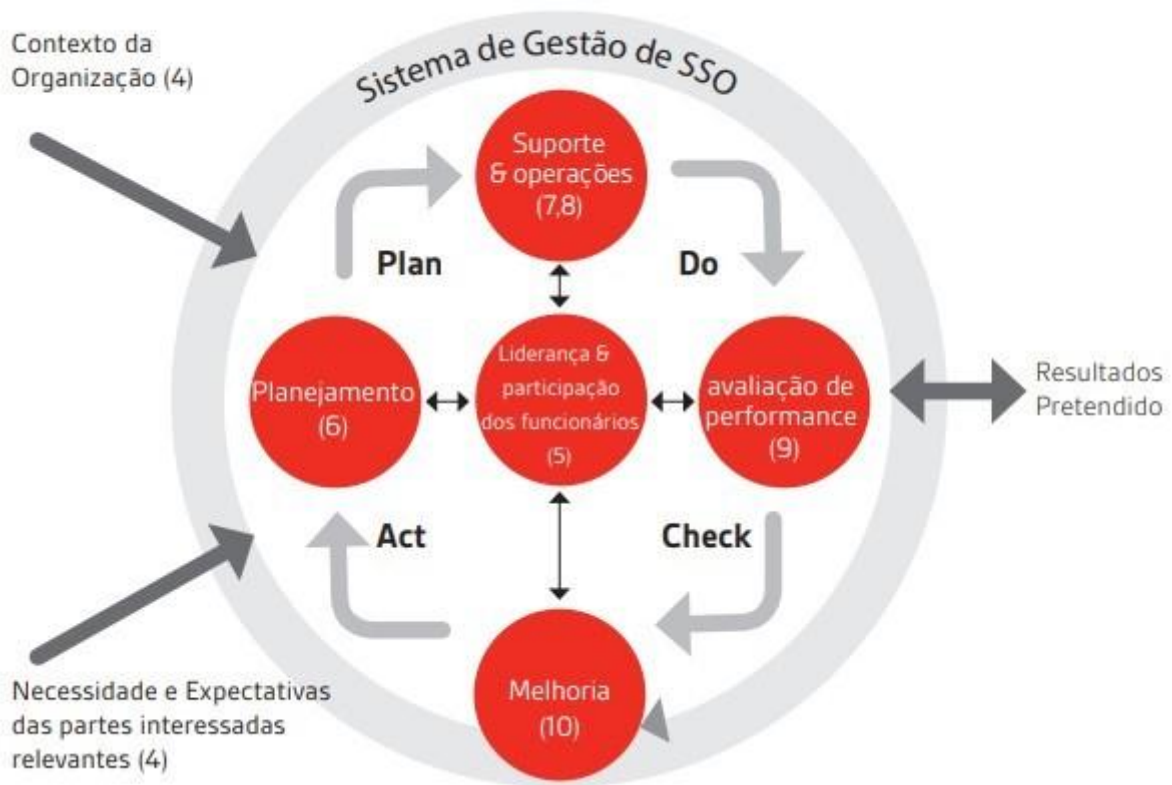 Contexto da
Organização (4)
Sistema de Gestão de SSO
Suporte
& operações
(7,8)
Plan
Do
Planejamento
(6)
Liderança &
participação
dos funcionários
(5)
avaliação de
performance
(9)
Resultados
Pretendido
Act
Check
Melhoria
(10)
Necessidade e Expectativas
das partes interessadas
relevantes (4)